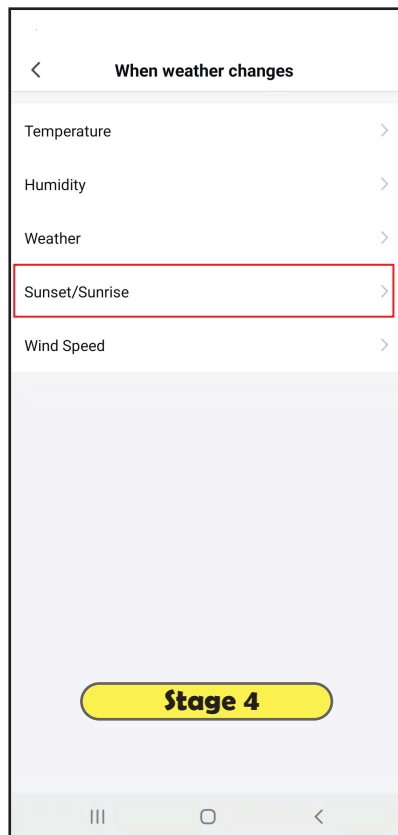 When weather changes
Temperature
Humidity
Weather
Sunset/Sunrise
Wind Speed
Stage 4